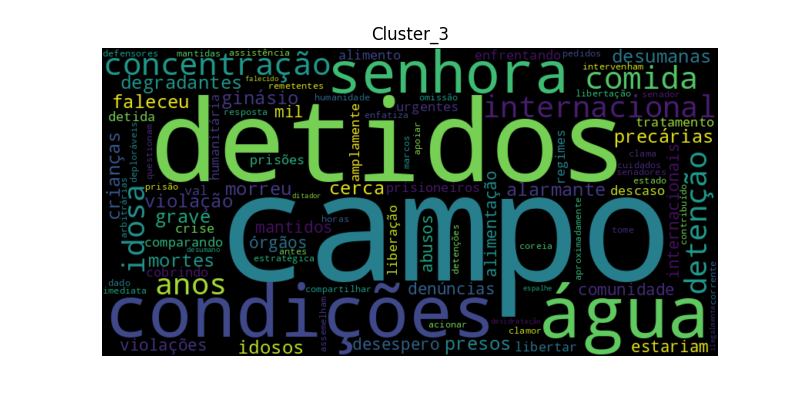 Cluster_3
defensores mantidas assistência alimento enfrentando pedidos desumanas
concentração falecido senhora intervenham comida
degradantes remetentes libertação senador
faleceu ginásio resposta humanidade urgentes omissão internacional tratamento
detida mil enfatiza precárias
detidos
crianças questionam humanitária prisões amplamente marcos apoiar regimes clama cuidados senadores
deploráveis arbitrárias idosa prisão val morreu cerca ditador prisioneiros alarmante descaso estado detenção internacionais contribuído
violação campo
grave mantidos horas liberação abusos alimentação tome
comparando crise órgãos detenções coreia aproximadamente
mortes desumano antes estratégica
cobrindo
dado anos compartilhar denúncias espalhe comunidade
imediata condições água corrente
assemelham acionar desidratação clamor
violações idosos desespero presos libertar estariam